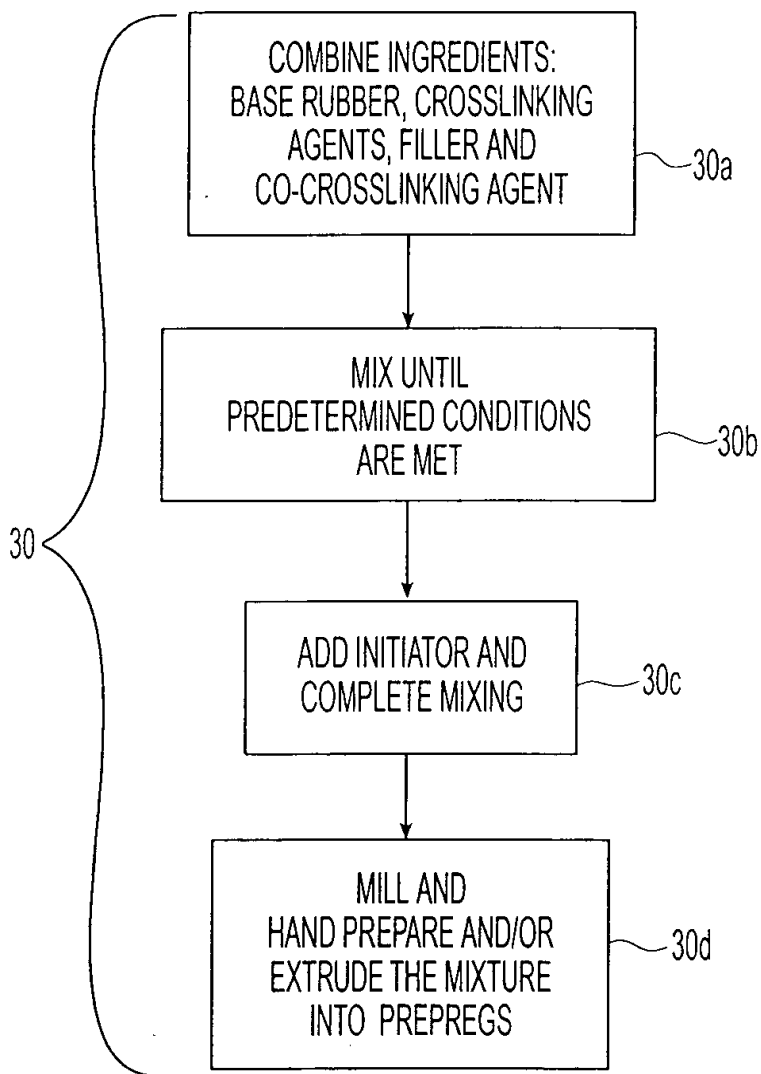 COMBINE INGREDIENTS:
BASE RUBBER, CROSSLINKING
AGENTS, FILLER AND
CO-CROSSLINKING AGENT
30a
MIX UNTIL
PREDETERMINED CONDITIONS
ARE MET
30b
30
ADD INITIATOR AND
COMPLETE MIXING
30c
MILL AND
HAND PREPARE AND/OR
EXTRUDE THE MIXTURE
INTO PREPREGS
30d